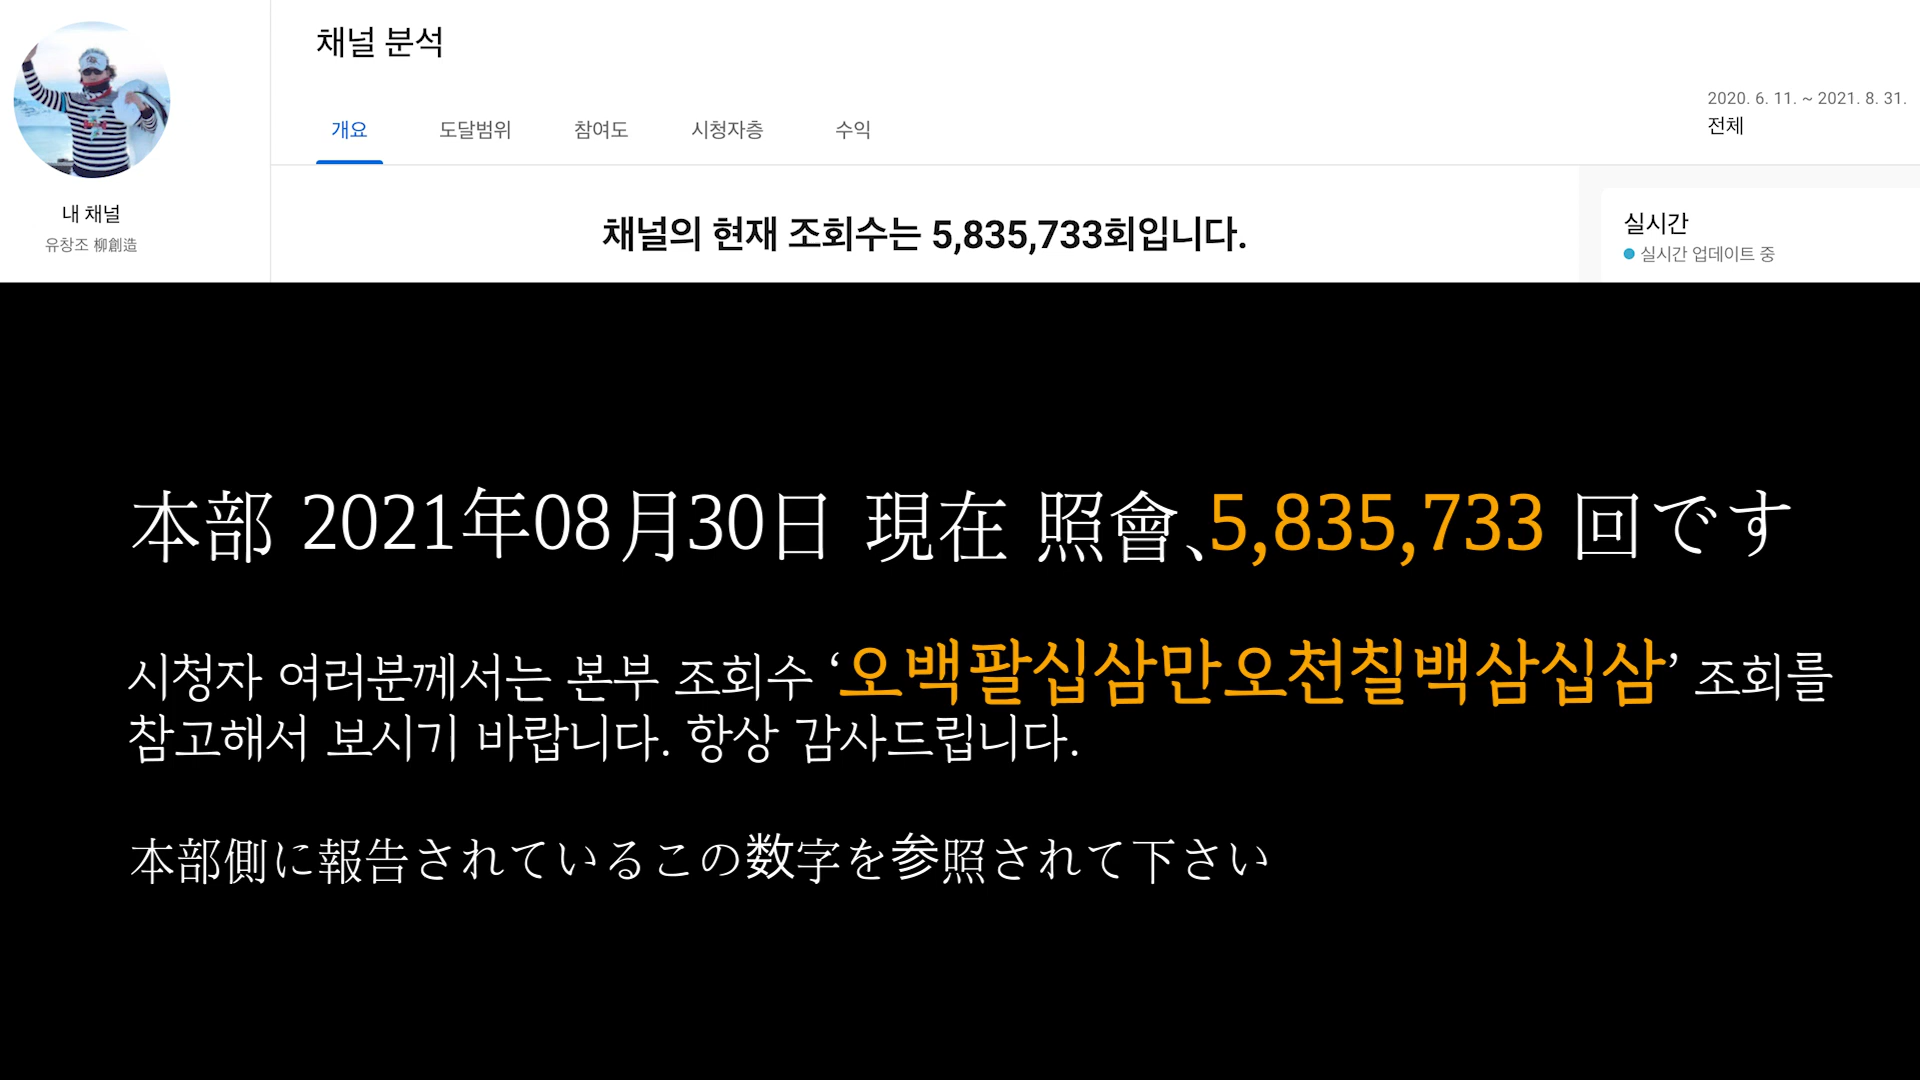 채널 분석
2020. 6. 11. ~ 2021. 8. 31.
전체
개요 도달범위 참여도 시청자층 수익
내 채널
유창조 柳創造
채널의 현재 조회수는 5,835,733회입니다.
실시간
실시간 업데이트 중
本部 2021年08月30日 現在 照會、5,835,733 回です
시청자 여러분께서는 본부 조회수 ‘오백팔십삼만오천칠백삼십삼’ 조회를
참고해서 보시기 바랍니다. 항상 감사드립니다.
本部側に報告されているこの数字を参照されて下さい